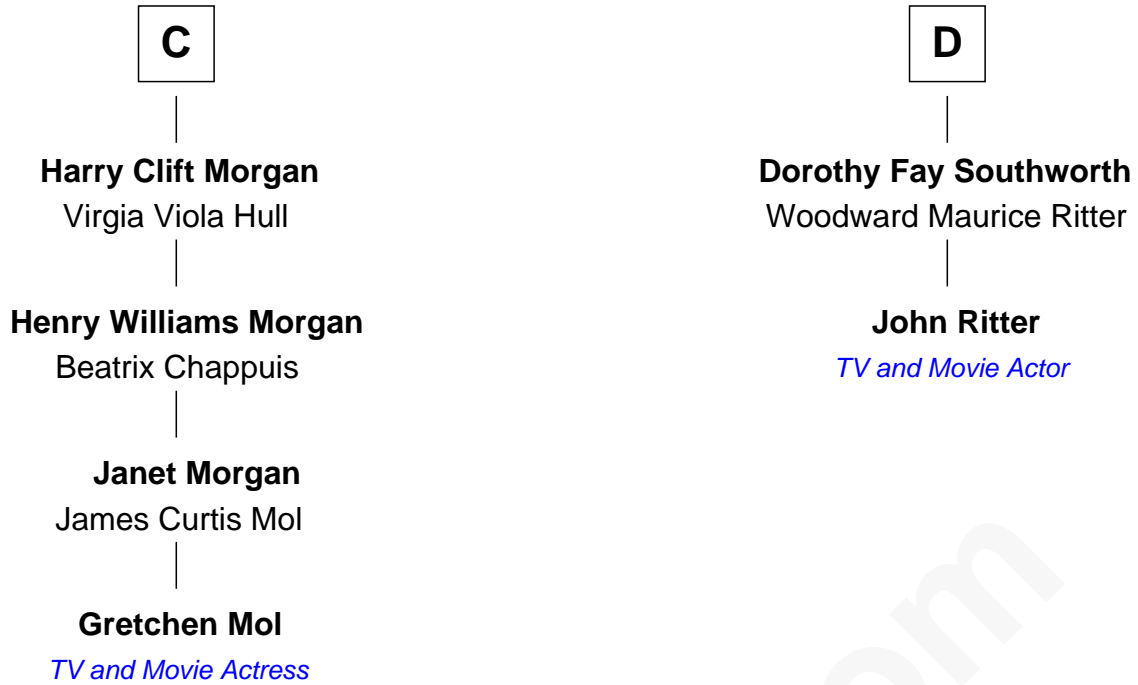 C
Harry Clift Morgan
Virgia Viola Hull
Henry Williams Morgan
Beatrix Chappuis
Janet Morgan
James Curtis Mol
Gretchen Mol
TV and Movie Actress
D
Dorothy Fay Southworth
Woodward Maurice Ritter
John Ritter
TV and Movie Actor
om